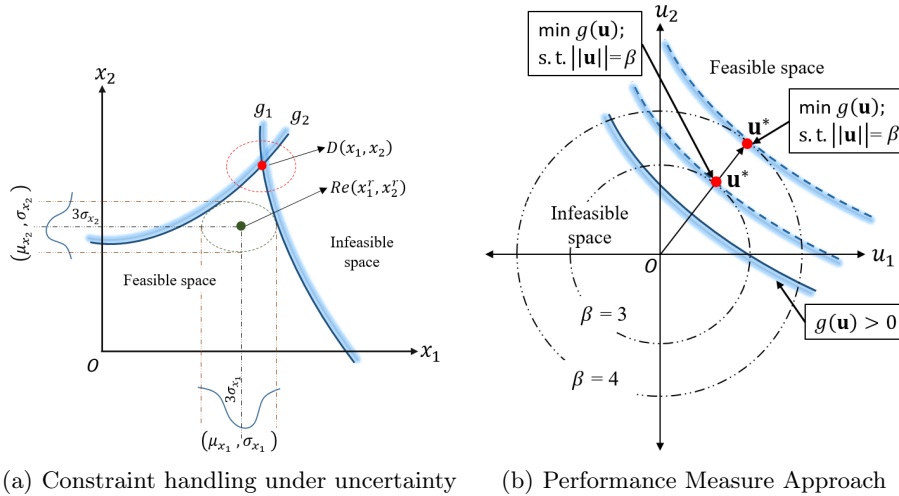 x₂
g₁
g₂
D(x₁, x₂)
Re(x₁ʳ, x₂ʳ)
(μₓ₂, σₓ₂)
3σₓ₂
Infeasible
space
Feasible space
O
x₁
3σₓ₁
(μₓ₁, σₓ₁)
(a) Constraint handling under uncertainty
u₂
min g(𝐮);
s.t. ||𝐮||=β
Feasible space
min g(𝐮);
s.t. ||𝐮||=β
𝐮*
𝐮*
Infeasible
space
O
u₁
β = 3
g(𝐮) > 0
β = 4
(b) Performance Measure Approach